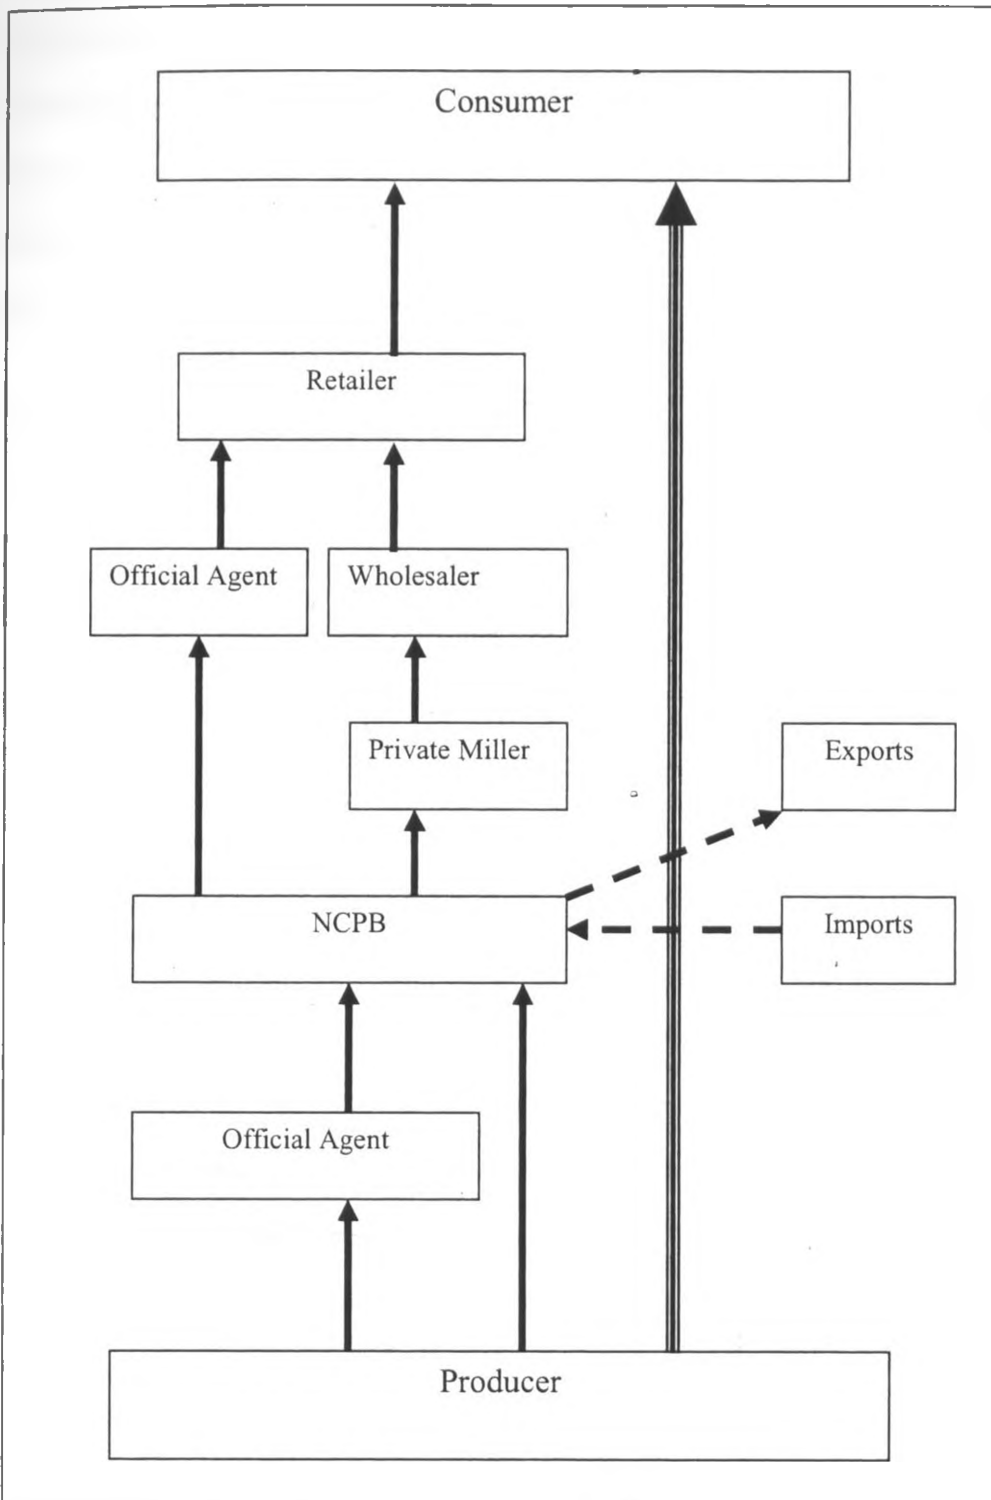 Consumer
Retailer
Official Agent
Wholesaler
Private Miller
Exports
NCPB
Imports
Official Agent
Producer